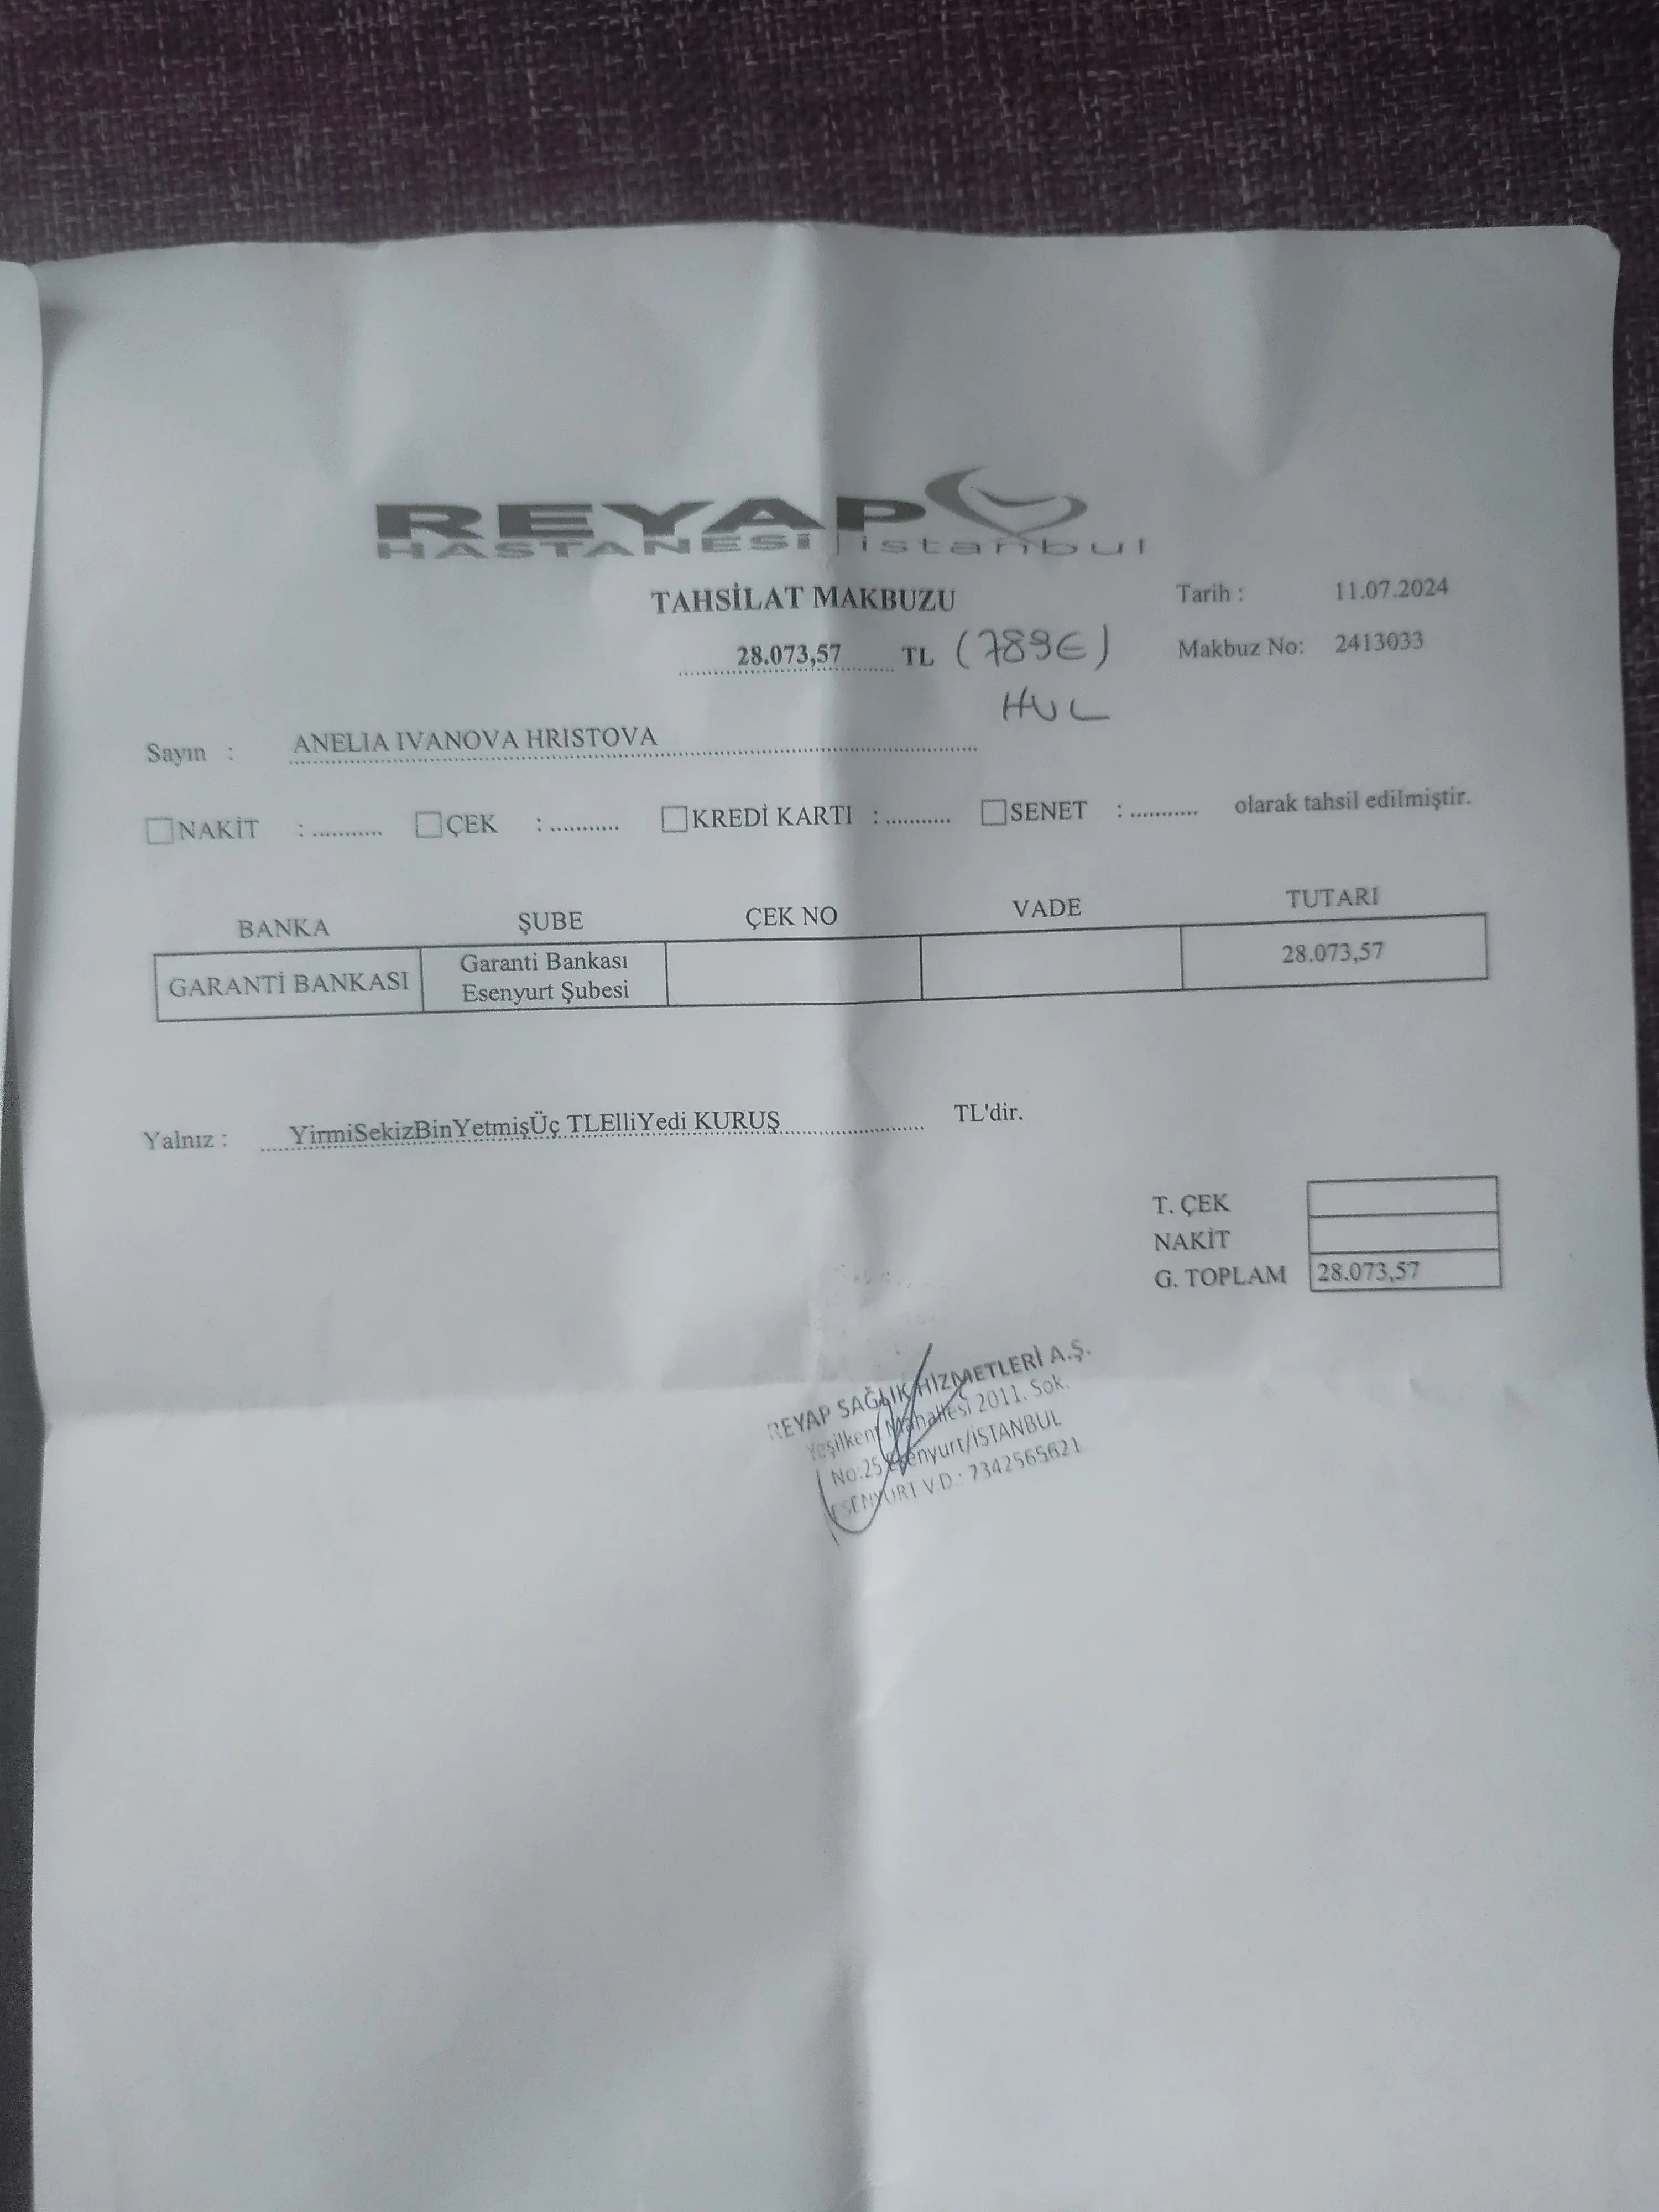 REYAP
HASTANESİ | istanbul
TAHSİLAT MAKBUZU
Tarih : 11.07.2024
28.073,57 TL (789€)
Makbuz No: 2413033
HUL
Sayın : ANELIA IVANOVA HRISTOVA
NAKİT : ........... ÇEK : ........... KREDİ KARTI : ........... SENET : ........... olarak tahsil edilmiştir.
BANKA ŞUBE ÇEK NO VADE TUTARI
GARANTİ BANKASI Garanti Bankası 28.073,57
Esenyurt Şubesi
Yalnız : YirmiSekizBinYetmişÜç TLElliYedi KURUŞ TL'dir.
T. ÇEK
NAKİT
G. TOPLAM 28.073,57
REYAP SAĞLIK HİZMETLERİ A.Ş.
Yeşilkent Mahallesi 2011. Sok.
No:25 Esenyurt/İSTANBUL
ESENYURT V.D.: 7342565621